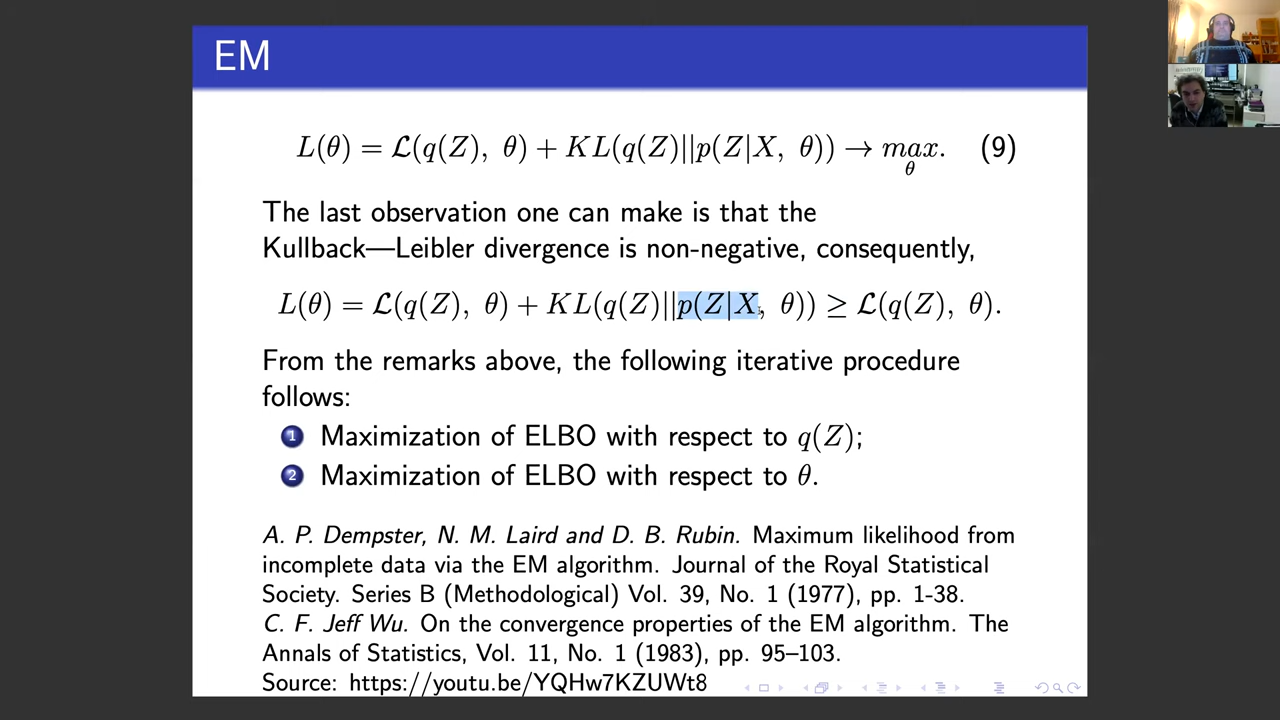 EM
L(θ) = 𝓛(q(Z), θ) + KL(q(Z)||p(Z|X, θ)) → max. (9)
θ
The last observation one can make is that the
Kullback—Leibler divergence is non-negative, consequently,
L(θ) = 𝓛(q(Z), θ) + KL(q(Z)||p(Z|X, θ)) ≥ 𝓛(q(Z), θ).
From the remarks above, the following iterative procedure
follows:
1 Maximization of ELBO with respect to q(Z);
2 Maximization of ELBO with respect to θ.
A. P. Dempster, N. M. Laird and D. B. Rubin. Maximum likelihood from
incomplete data via the EM algorithm. Journal of the Royal Statistical
Society. Series B (Methodological) Vol. 39, No. 1 (1977), pp. 1-38.
C. F. Jeff Wu. On the convergence properties of the EM algorithm. The
Annals of Statistics, Vol. 11, No. 1 (1983), pp. 95–103.
Source: https://youtu.be/YQHw7KZUWt8